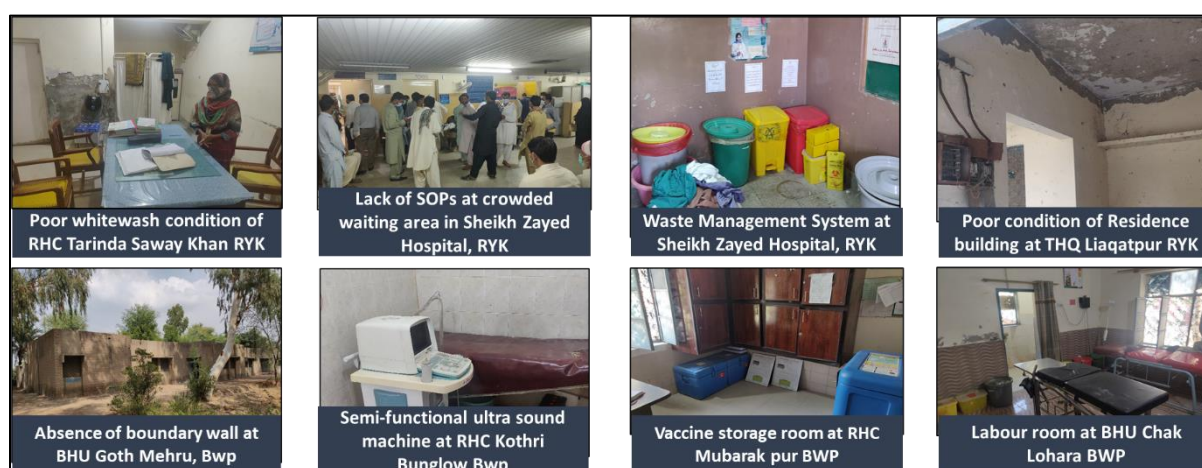 Poor whitewash condition of
RHC Tarinda Saway Khan RYK
Lack of SOPs at crowded
waiting area in Sheikh Zayed
Hospital, RYK
Waste Management System at
Sheikh Zayed Hospital, RYK
Poor condition of Residence
building at THQ Liaqatpur RYK
Absence of boundary wall at
BHU Goth Mehru, Bwp
Semi-functional ultra sound
machine at RHC Kothri
Bunglow Bwp
Vaccine storage room at RHC
Mubarak pur BWP
Labour room at BHU Chak
Lohara BWP